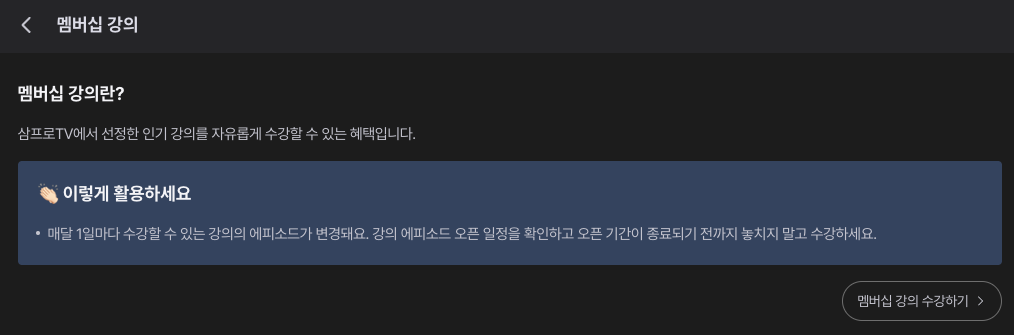 멤버십 강의
멤버십 강의란?
삼프로TV에서 선정한 인기 강의를 자유롭게 수강할 수 있는 혜택입니다.
👏🏻 이렇게 활용하세요
• 매달 1일마다 수강할 수 있는 강의의 에피소드가 변경돼요. 강의 에피소드 오픈 일정을 확인하고 오픈 기간이 종료되기 전까지 놓치지 말고 수강하세요.
멤버십 강의 수강하기 >